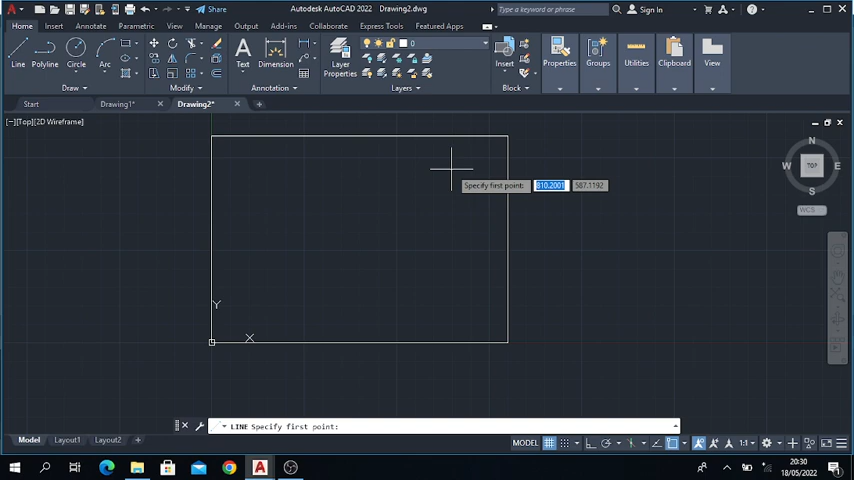 Share Autodesk AutoCAD 2022 Drawing2.dwg Type a keyword or phrase Sign In
Home Insert Annotate Parametric View Manage Output Add-ins Collaborate Express Tools Featured Apps
Line Polyline Circle Arc Text Dimension Layer Properties 0 Insert Properties Groups Utilities Clipboard View
Draw Modify Annotation Layers Block
Start Drawing1* Drawing2*
[−][Top][2D Wireframe]
N
W TOP E
S
WCS
Specify first point: 810.2001 587.1192
Y
X
LINE Specify first point:
Model Layout1 Layout2 MODEL 1:1
20:30
18/05/2022